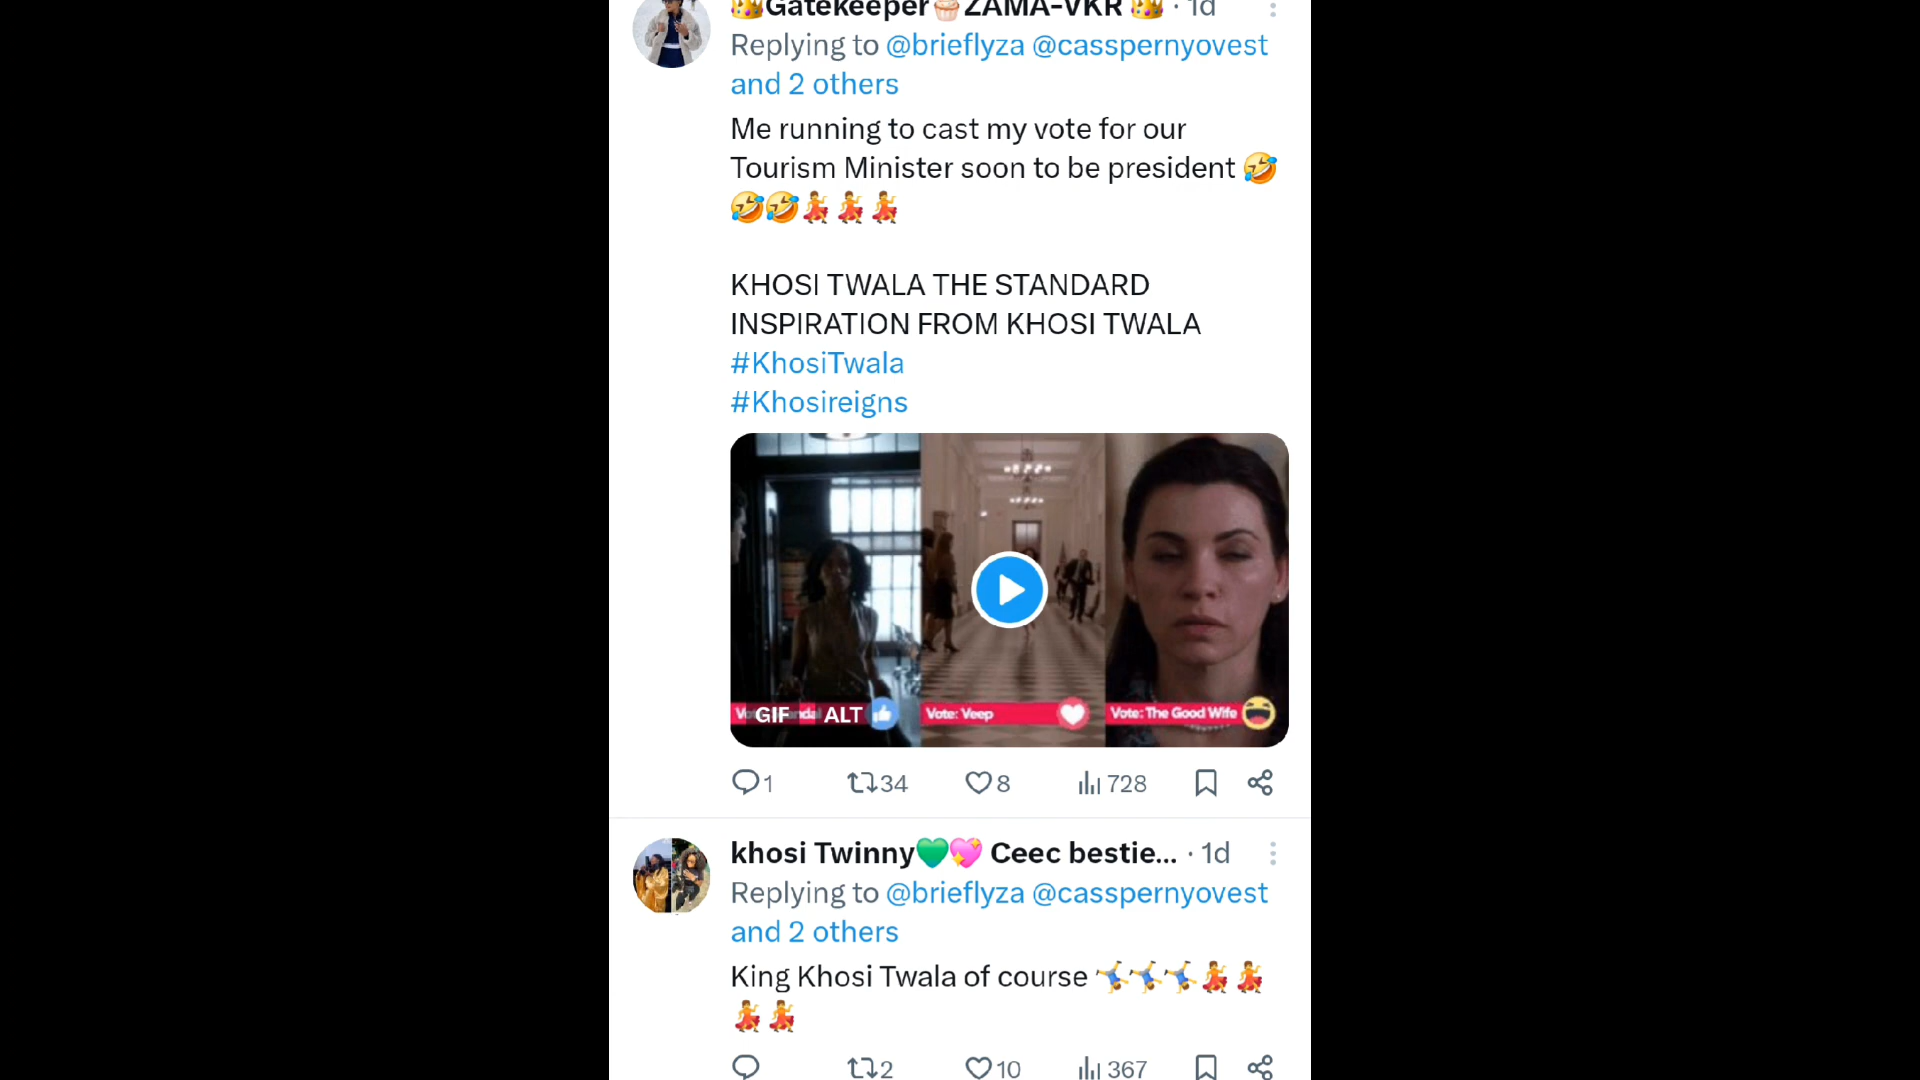 👑Gatekeeper🧁ZAMA-VKR 👑 · 1d
Replying to @brieflyza @casspernyovest
and 2 others
Me running to cast my vote for our
Tourism Minister soon to be president 🤣
🤣🤣💃💃💃
KHOSI TWALA THE STANDARD
INSPIRATION FROM KHOSI TWALA
#KhosiTwala
#Khosireigns
GIF ALT
Vote: Veep
Vote: The Good Wife
1 34 8 728
khosi Twinny💚💖 Ceec bestie... · 1d
Replying to @brieflyza @casspernyovest
and 2 others
King Khosi Twala of course 🤸🤸🤸💃💃
💃💃
2 10 367